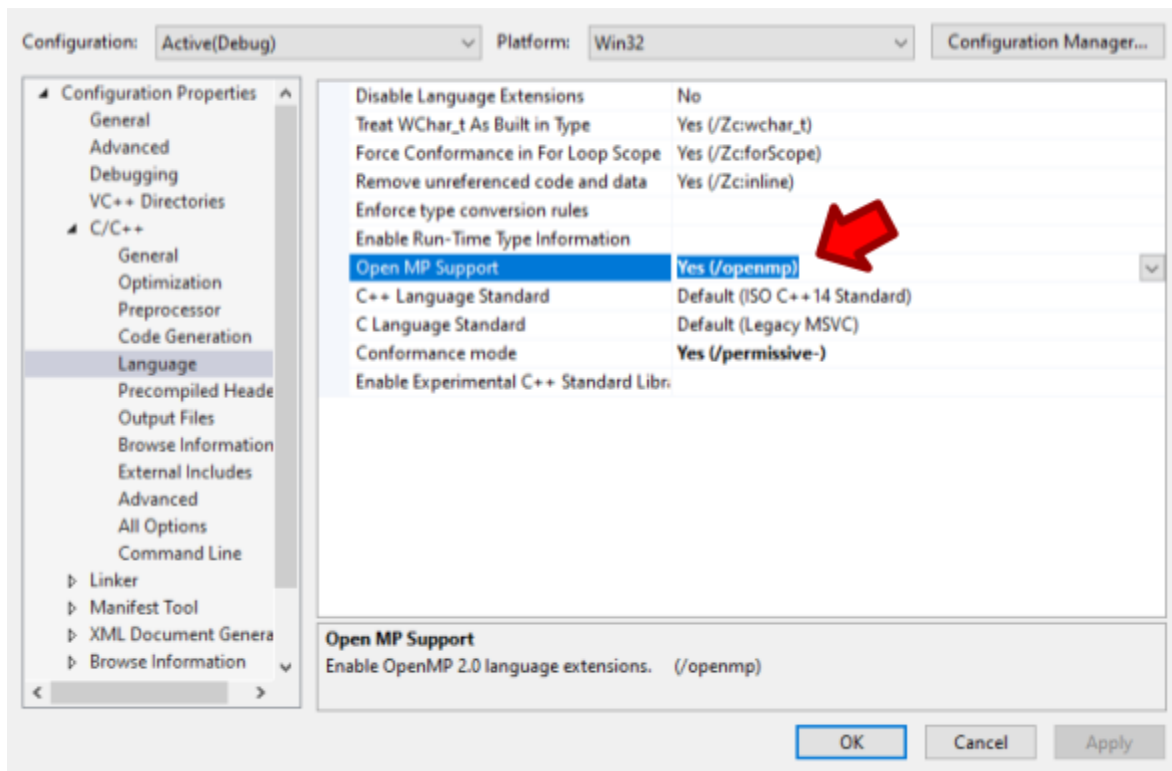 Configuration: Active(Debug) Platform: Win32 Configuration Manager...
Configuration Properties
General
Advanced
Debugging
VC++ Directories
C/C++
General
Optimization
Preprocessor
Code Generation
Language
Precompiled Heade
Output Files
Browse Information
External Includes
Advanced
All Options
Command Line
Linker
Manifest Tool
XML Document Genera
Browse Information
Disable Language Extensions No
Treat WChar_t As Built in Type Yes (/Zc:wchar_t)
Force Conformance in For Loop Scope Yes (/Zc:forScope)
Remove unreferenced code and data Yes (/Zc:inline)
Enforce type conversion rules
Enable Run-Time Type Information
Open MP Support Yes (/openmp)
C++ Language Standard Default (ISO C++14 Standard)
C Language Standard Default (Legacy MSVC)
Conformance mode Yes (/permissive-)
Enable Experimental C++ Standard Libr
Open MP Support
Enable OpenMP 2.0 language extensions. (/openmp)
OK Cancel Apply